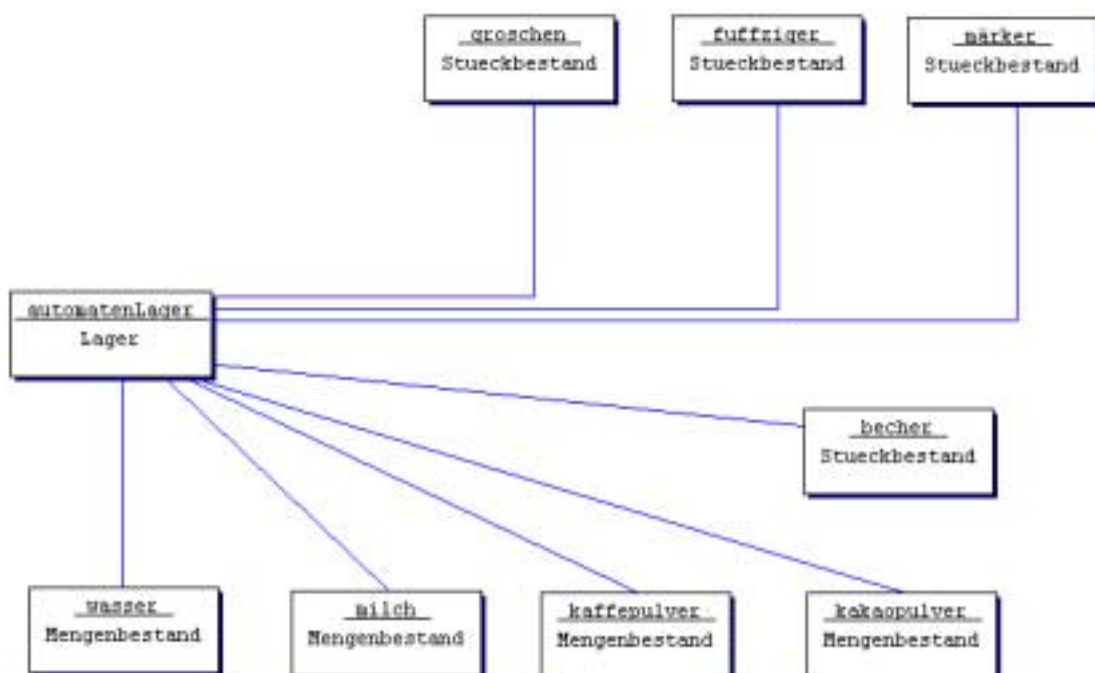 groschen
Stueckbestand
fuffziger
Stueckbestand
märker
Stueckbestand
automatenLager
Lager
becher
Stueckbestand
wasser
Mengenbestand
milch
Mengenbestand
kaffepulver
Mengenbestand
kakaopulver
Mengenbestand